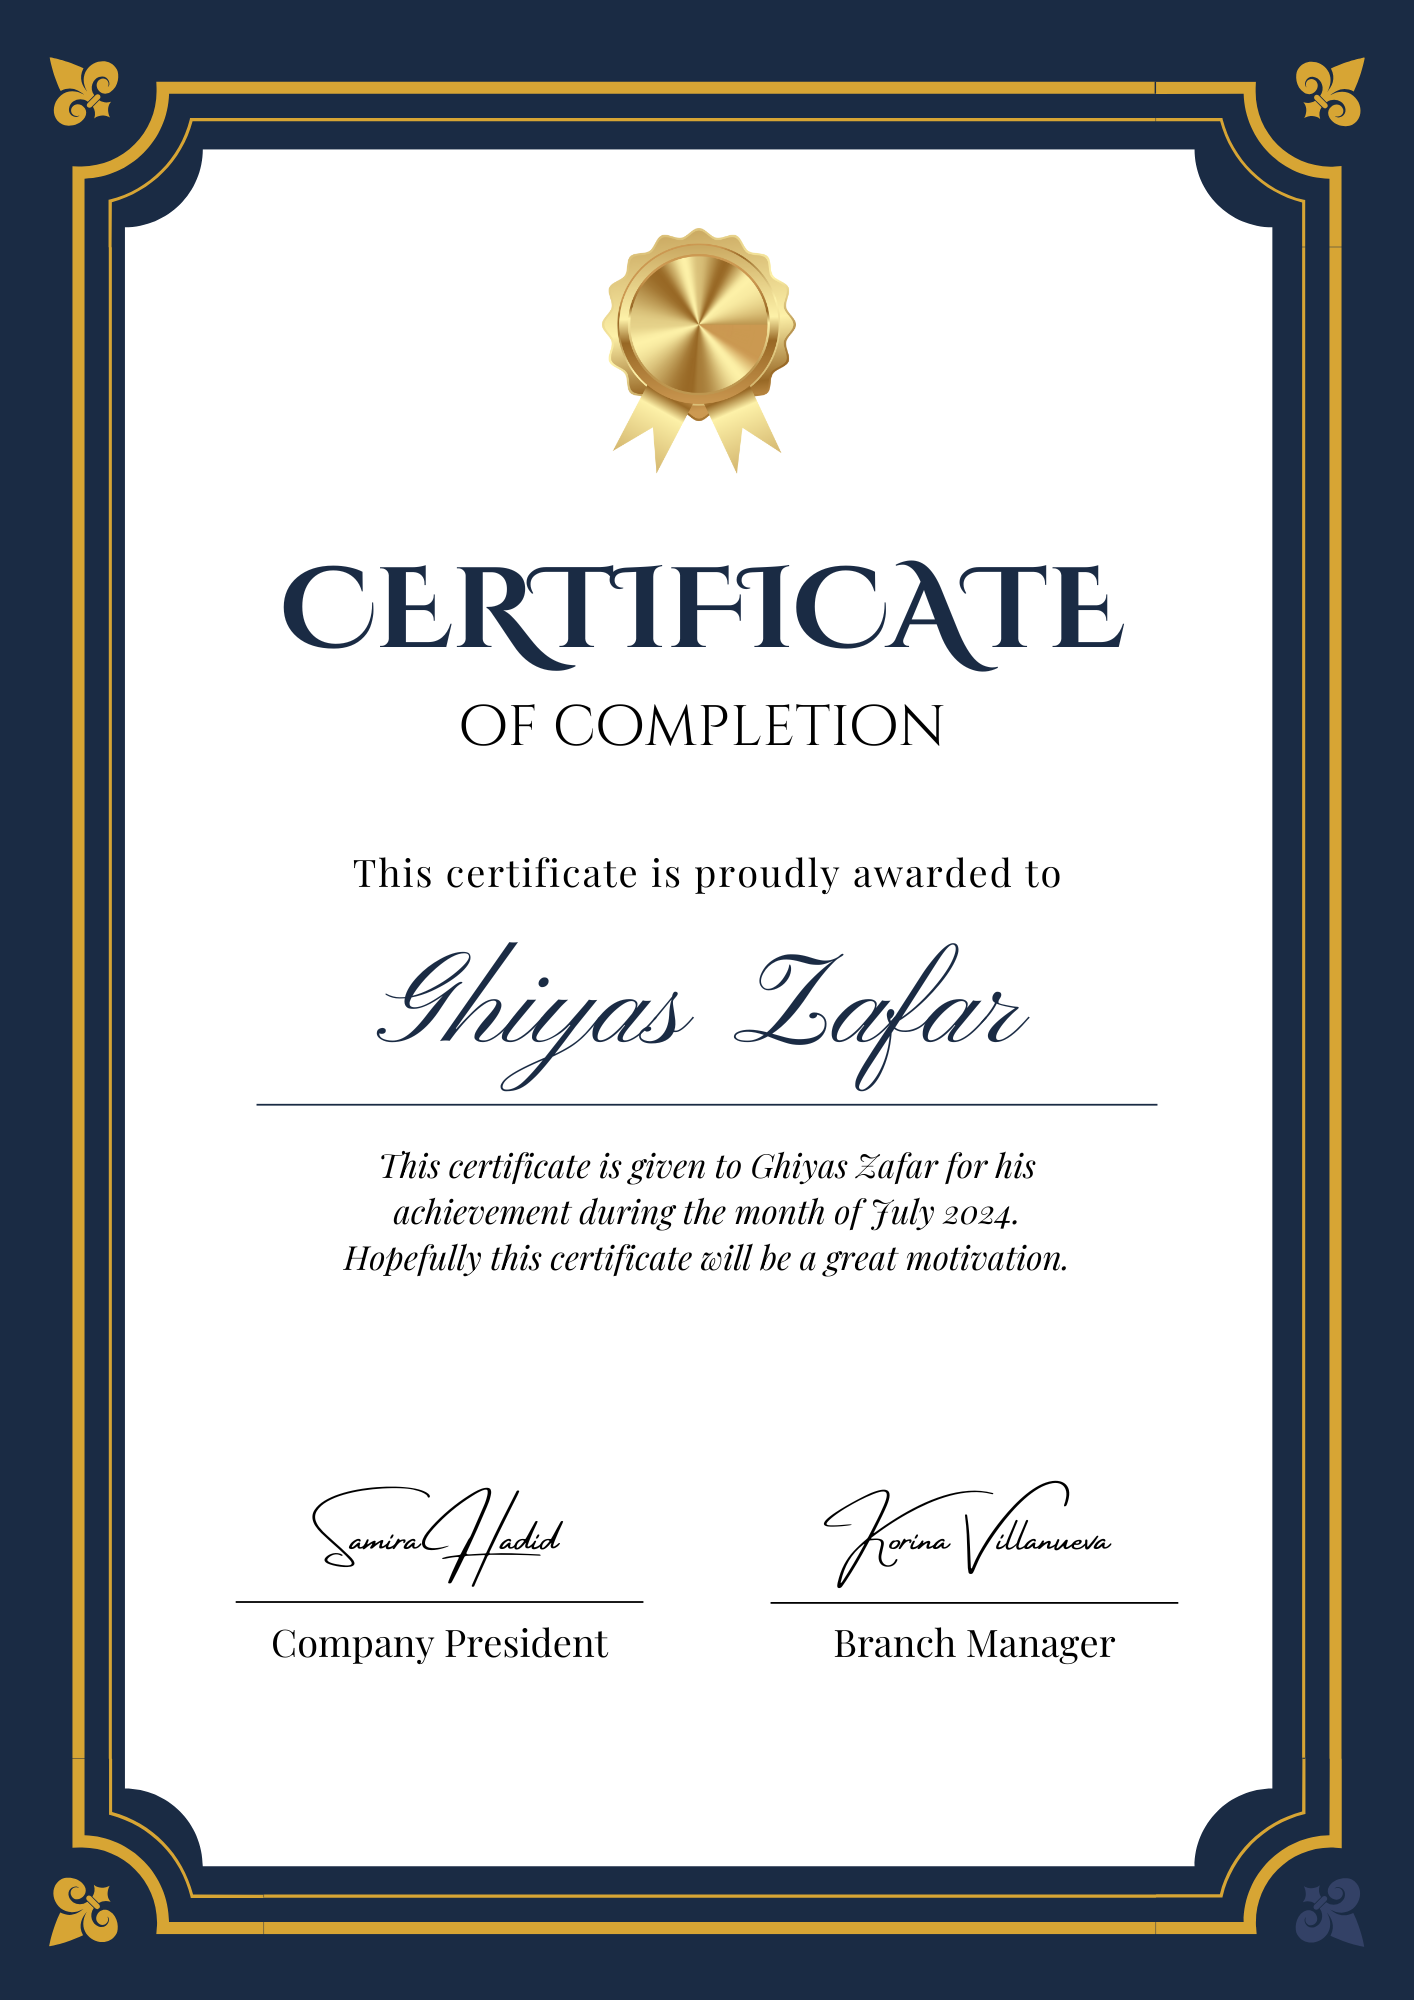 CERTIFICATE
OF COMPLETION
This certificate is proudly awarded to
Ghiyas Zafar
This certificate is given to Ghiyas Zafar for his
achievement during the month of July 2024.
Hopefully this certificate will be a great motivation.
Samira Hadid
Korina Villanueva
Company President
Branch Manager